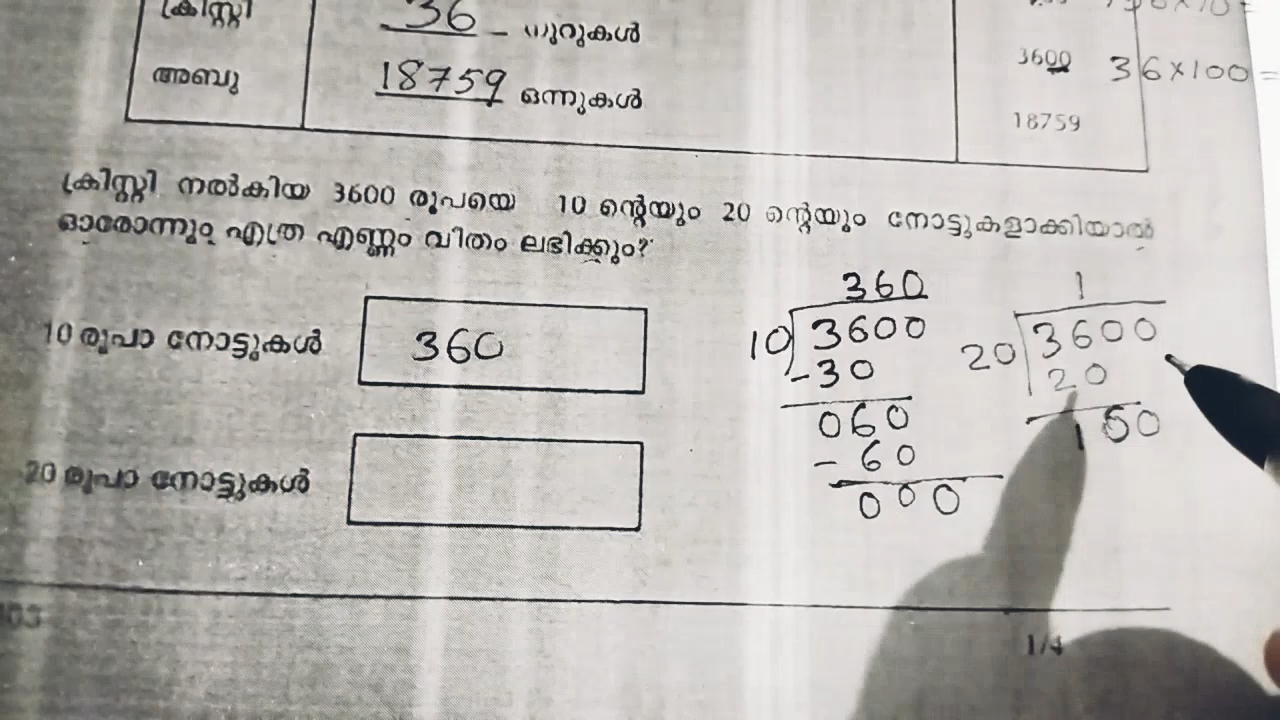 ക്രിസ്റ്റി 36 നൂറുകൾ
3600 36×100=
അബു 18759 ഒന്നുകൾ
18759
ക്രിസ്റ്റി നൽകിയ 3600 രൂപയെ 10 ന്റെയും 20 ന്റെയും നോട്ടുകളാക്കിയാൽ
ഓരോന്നും എത്ര എണ്ണം വീതം ലഭിക്കും?
10 രൂപാ നോട്ടുകൾ 360
20 രൂപാ നോട്ടുകൾ
360
10 3600
-30
060
-60
000
1
20 3600
20
160
1/4